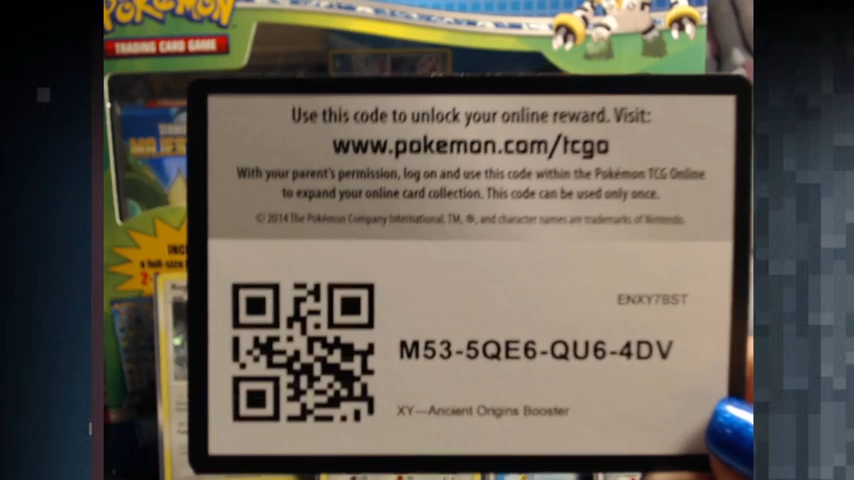 POKÉMON
TRADING CARD GAME
Use this code to unlock your online reward. Visit:
www.pokemon.com/tcgo
With your parent's permission, log on and use this code within the Pokémon TCG Online
to expand your online card collection. This code can be used only once.
© 2014 The Pokémon Company International. TM, ®, and character names are trademarks of Nintendo.
ENXY7BST
M53-5QE6-QU6-4DV
XY—Ancient Origins Booster